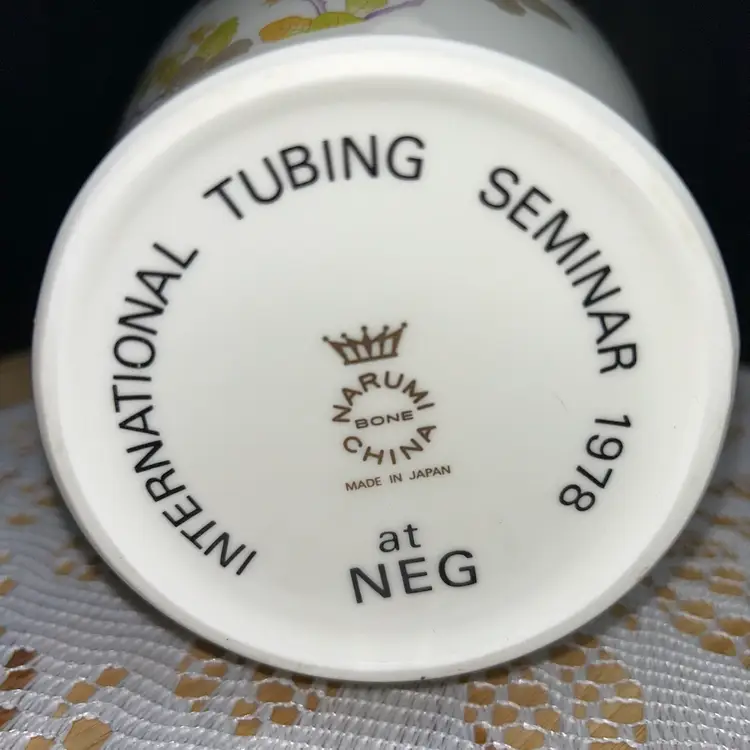 INTERNATIONAL TUBING SEMINAR 1978
at
NEG
NARUMI
BONE
CHINA
MADE IN JAPAN